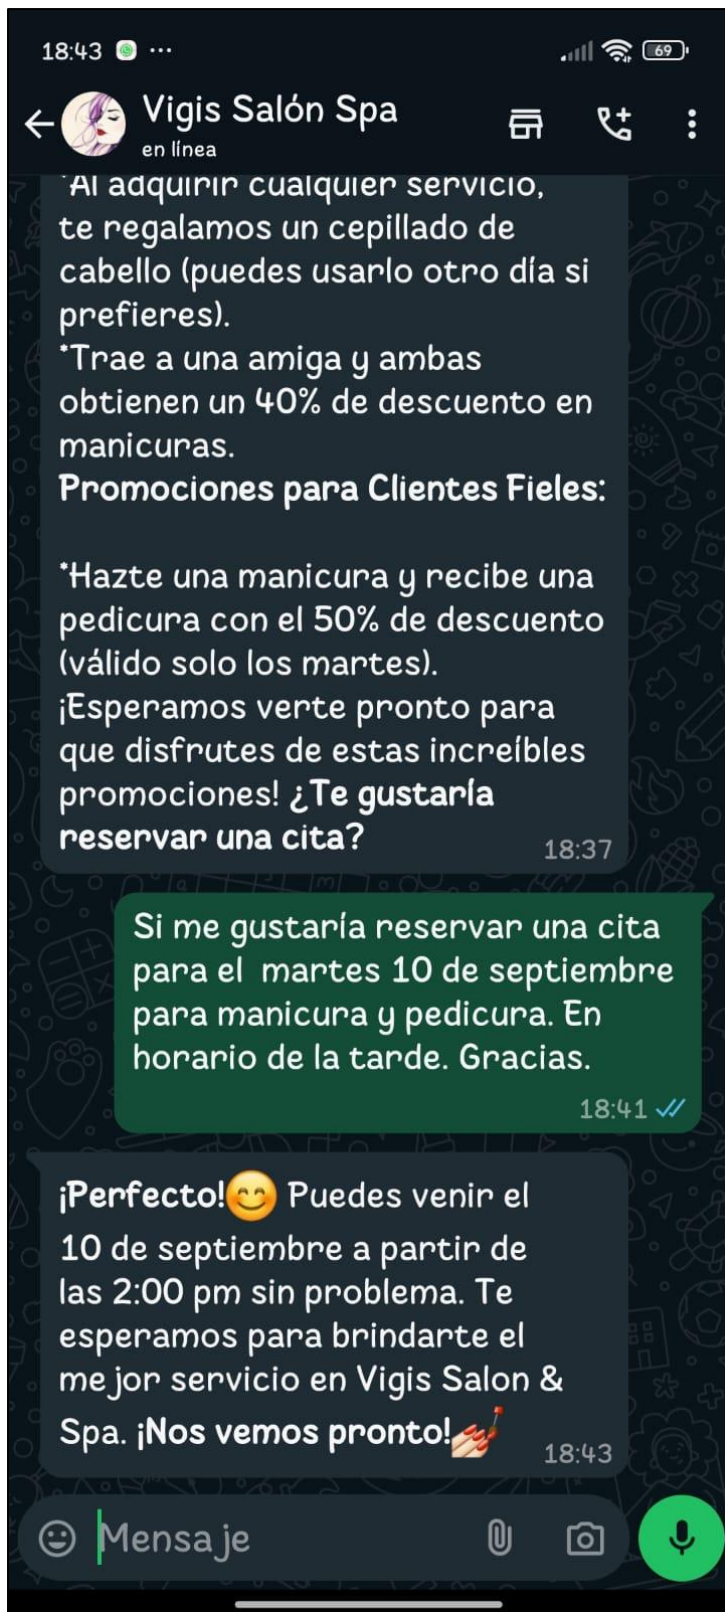 18:43 ...
69
Vigis Salón Spa
en línea
*Al adquirir cualquier servicio,
te regalamos un cepillado de
cabello (puedes usarlo otro día si
prefieres).
*Trae a una amiga y ambas
obtienen un 40% de descuento en
manicuras.
Promociones para Clientes Fieles:
*Hazte una manicura y recibe una
pedicura con el 50% de descuento
(válido solo los martes).
¡Esperamos verte pronto para
que disfrutes de estas increíbles
promociones! ¿Te gustaría
reservar una cita?
18:37
Si me gustaría reservar una cita
para el  martes 10 de septiembre
para manicura y pedicura. En
horario de la tarde. Gracias.
18:41
¡Perfecto!😊 Puedes venir el
10 de septiembre a partir de
las 2:00 pm sin problema. Te
esperamos para brindarte el
mejor servicio en Vigis Salon &
Spa. ¡Nos vemos pronto!💅
18:43
Mensaje